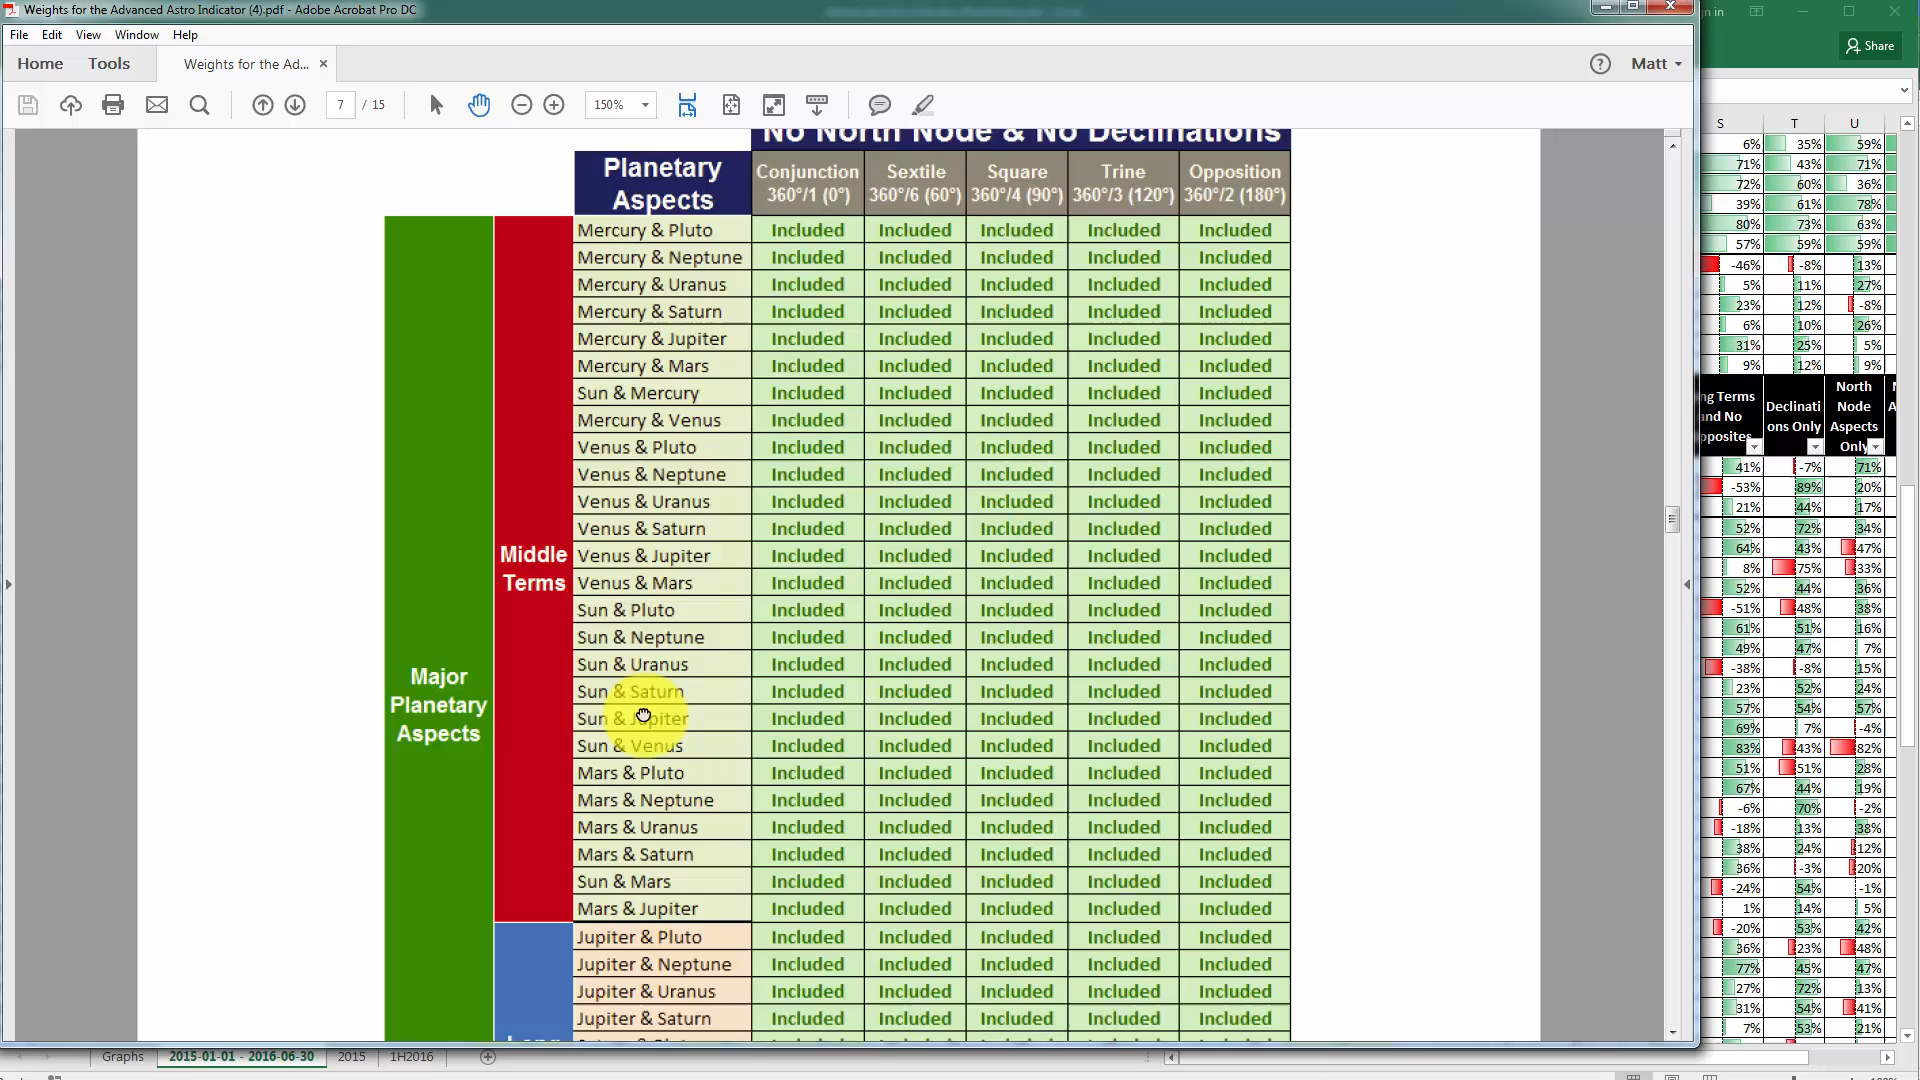 Weights for the Advanced Astro Indicator (4).pdf - Adobe Acrobat Pro DC
File Edit View Window Help
Home Tools Weights for the Ad... × Matt
Share
7 / 15 150%
No North Node & No Declinations
Planetary Aspects
Conjunction 360°/1 (0°)
Sextile 360°/6 (60°)
Square 360°/4 (90°)
Trine 360°/3 (120°)
Opposition 360°/2 (180°)
Major Planetary Aspects
Middle Terms
Mercury & Pluto Included Included Included Included Included
Mercury & Neptune Included Included Included Included Included
Mercury & Uranus Included Included Included Included Included
Mercury & Saturn Included Included Included Included Included
Mercury & Jupiter Included Included Included Included Included
Mercury & Mars Included Included Included Included Included
Sun & Mercury Included Included Included Included Included
Mercury & Venus Included Included Included Included Included
Venus & Pluto Included Included Included Included Included
Venus & Neptune Included Included Included Included Included
Venus & Uranus Included Included Included Included Included
Venus & Saturn Included Included Included Included Included
Venus & Jupiter Included Included Included Included Included
Venus & Mars Included Included Included Included Included
Sun & Pluto Included Included Included Included Included
Sun & Neptune Included Included Included Included Included
Sun & Uranus Included Included Included Included Included
Sun & Saturn Included Included Included Included Included
Sun & Jupiter Included Included Included Included Included
Sun & Venus Included Included Included Included Included
Mars & Pluto Included Included Included Included Included
Mars & Neptune Included Included Included Included Included
Mars & Uranus Included Included Included Included Included
Mars & Saturn Included Included Included Included Included
Sun & Mars Included Included Included Included Included
Mars & Jupiter Included Included Included Included Included
Jupiter & Pluto Included Included Included Included Included
Jupiter & Neptune Included Included Included Included Included
Jupiter & Uranus Included Included Included Included Included
Jupiter & Saturn Included Included Included Included Included
S T U
6% 35% 59%
71% 43% 71%
72% 60% 36%
39% 61% 78%
80% 73% 63%
57% 59% 59%
-46% -8% 13%
5% 11% 27%
23% 12% -8%
6% 10% 26%
31% 25% 5%
9% 12% 9%
ng Terms and No pposites
Declinati ons Only
North Node Aspects Only
41% -7% 71%
-53% 89% 20%
21% 44% 17%
52% 72% 34%
64% 43% 47%
8% 75% 33%
52% 44% 36%
-51% 48% 38%
61% 51% 16%
49% 47% 7%
-38% -8% 15%
23% 52% 24%
57% 54% 57%
69% 7% -4%
83% 43% 82%
51% 51% 28%
67% 44% 19%
-6% 70% -2%
-18% 13% 38%
38% 24% 12%
36% -3% 20%
-24% 54% -1%
1% 14% 5%
-20% 53% 42%
36% 23% 48%
77% 45% 47%
27% 72% 13%
31% 54% 41%
7% 53% 21%
Graphs 2015-01-01 - 2016-06-30 2015 1H2016